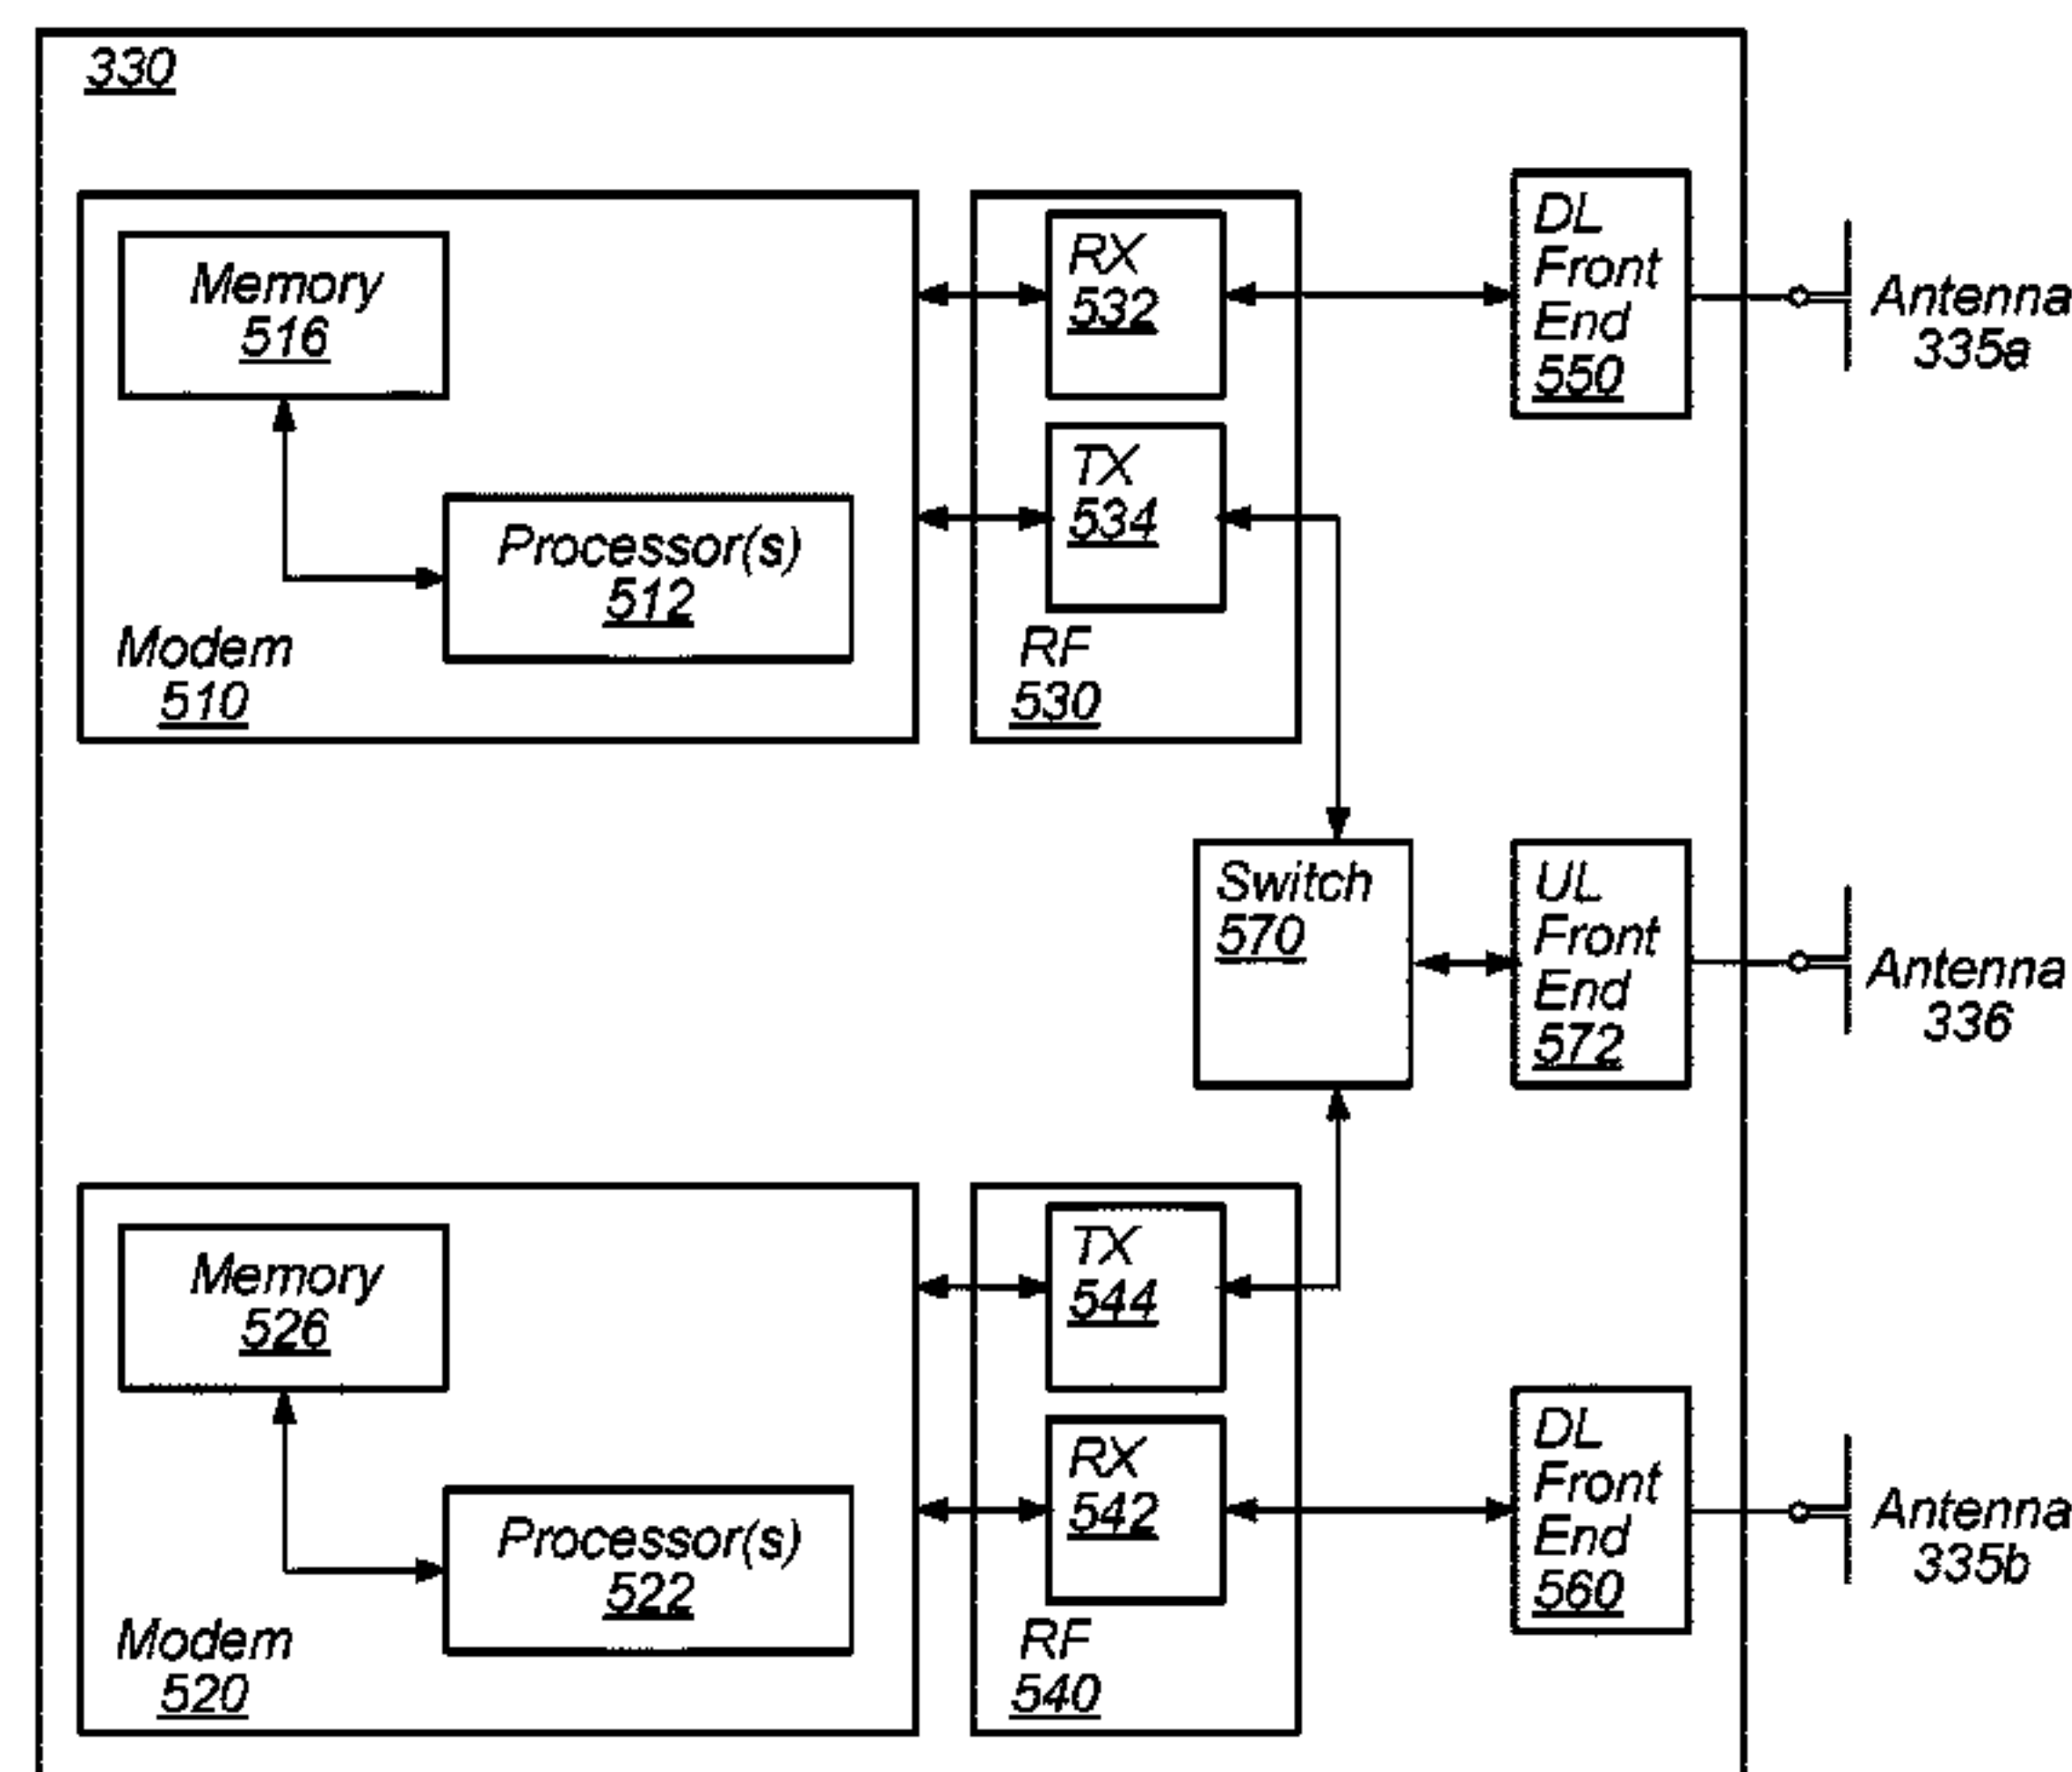 330
Memory
516
Processor(s)
512
Modem
510
RX
532
TX
534
RF
530
DL
Front
End
550
Antenna
335a
Switch
570
UL
Front
End
572
Antenna
336
Memory
526
Processor(s)
522
Modem
520
TX
544
RX
542
RF
540
DL
Front
End
560
Antenna
335b